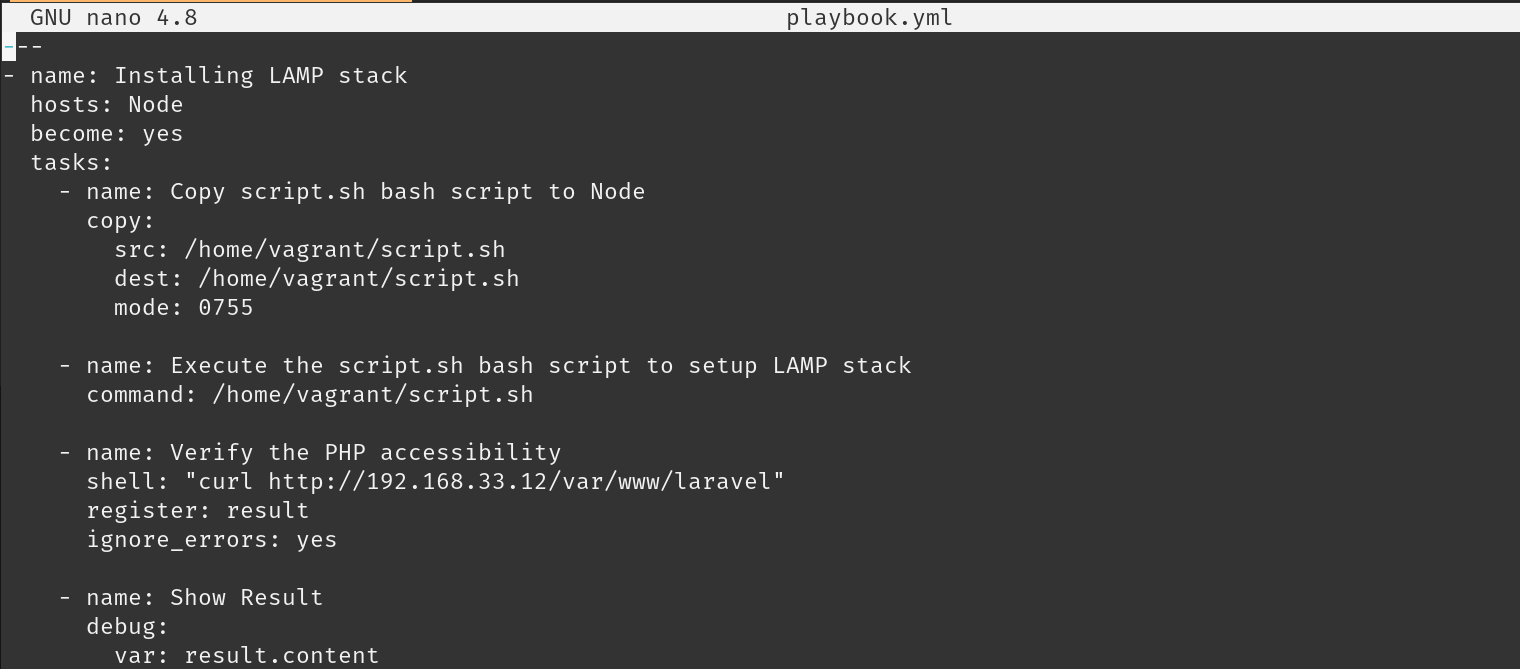 GNU nano 4.8 playbook.yml
---
- name: Installing LAMP stack
  hosts: Node
  become: yes
  tasks:
    - name: Copy script.sh bash script to Node
      copy:
        src: /home/vagrant/script.sh
        dest: /home/vagrant/script.sh
        mode: 0755

    - name: Execute the script.sh bash script to setup LAMP stack
      command: /home/vagrant/script.sh

    - name: Verify the PHP accessibility
      shell: "curl http://192.168.33.12/var/www/laravel"
      register: result
      ignore_errors: yes

    - name: Show Result
      debug:
        var: result.content